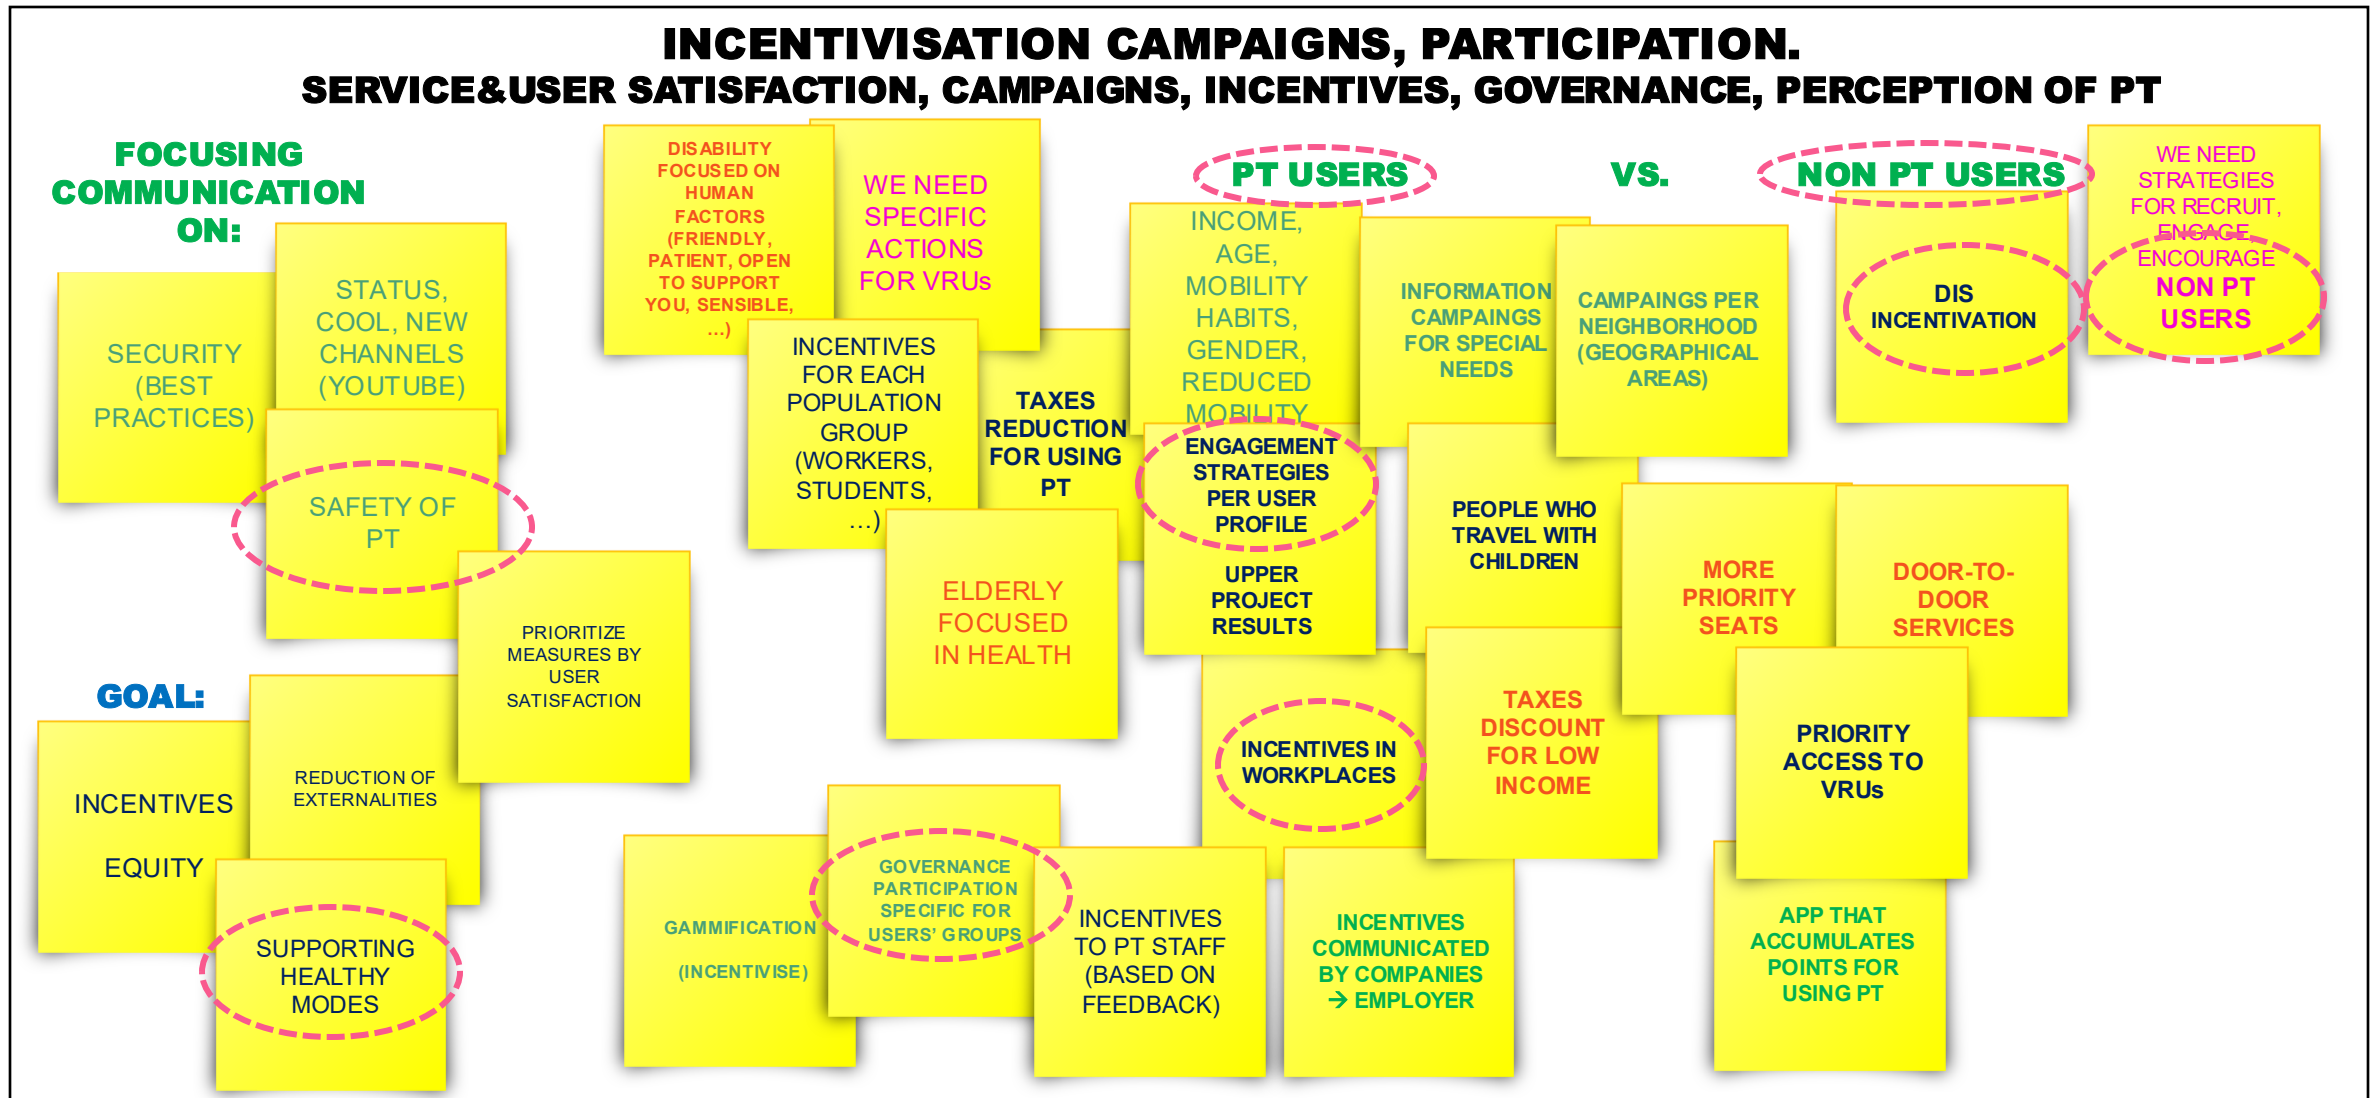 INCENTIVISATION CAMPAIGNS, PARTICIPATION.
SERVICE&USER SATISFACTION, CAMPAIGNS, INCENTIVES, GOVERNANCE, PERCEPTION OF PT
FOCUSING
COMMUNICATION
ON:
SECURITY
(BEST
PRACTICES)
STATUS,
COOL, NEW
CHANNELS
(YOUTUBE)
SAFETY OF
PT
PRIORITIZE
MEASURES BY
USER
SATISFACTION
GOAL:
INCENTIVES
EQUITY
REDUCTION OF
EXTERNALITIES
SUPPORTING
HEALTHY
MODES
DISABILITY
FOCUSED ON
HUMAN
FACTORS
(FRIENDLY,
PATIENT, OPEN
TO SUPPORT
YOU, SENSIBLE,
...)
WE NEED
SPECIFIC
ACTIONS
FOR VRUs
INCENTIVES
FOR EACH
POPULATION
GROUP
(WORKERS,
STUDENTS,
...)
TAXES
REDUCTION
FOR USING
PT
ELDERLY
FOCUSED
IN HEALTH
PT USERS
VS.
NON PT USERS
INCOME,
AGE,
MOBILITY
HABITS,
GENDER,
REDUCED
MOBILITY
INFORMATION
CAMPAINGS
FOR SPECIAL
NEEDS
CAMPAINGS PER
NEIGHBORHOOD
(GEOGRAPHICAL
AREAS)
DIS
INCENTIVATION
WE NEED
STRATEGIES
FOR RECRUIT,
ENGAGE,
ENCOURAGE
NON PT
USERS
ENGAGEMENT
STRATEGIES
PER USER
PROFILE
UPPER
PROJECT
RESULTS
PEOPLE WHO
TRAVEL WITH
CHILDREN
MORE
PRIORITY
SEATS
DOOR-TO-
DOOR
SERVICES
INCENTIVES IN
WORKPLACES
TAXES
DISCOUNT
FOR LOW
INCOME
PRIORITY
ACCESS TO
VRUs
GAMMIFICATION
(INCENTIVISE)
GOVERNANCE
PARTICIPATION
SPECIFIC FOR
USERS' GROUPS
INCENTIVES
TO PT STAFF
(BASED ON
FEEDBACK)
INCENTIVES
COMMUNICATED
BY COMPANIES
→ EMPLOYER
APP THAT
ACCUMULATES
POINTS FOR
USING PT